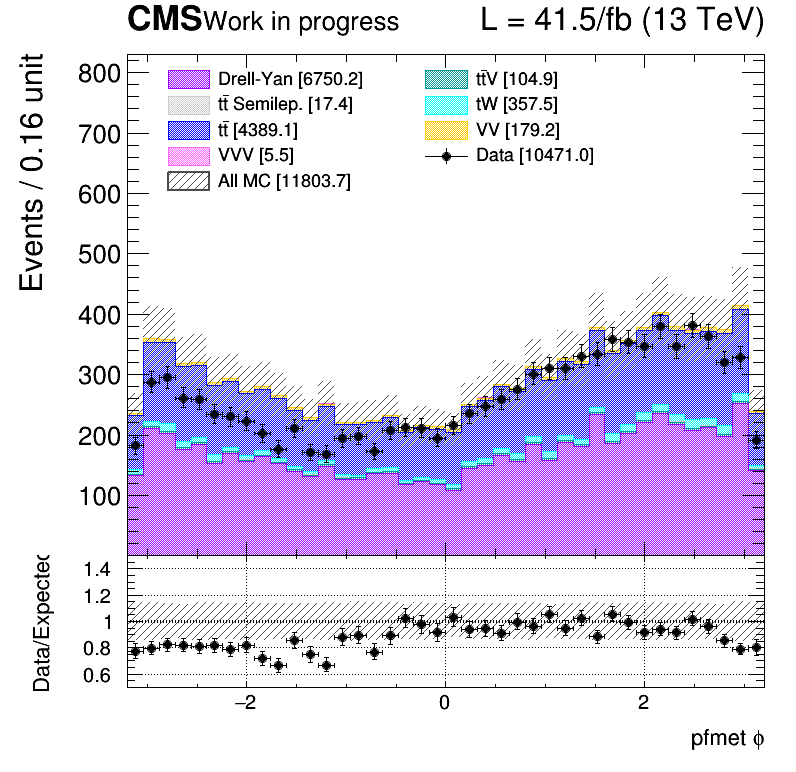 CMS Work in progress L = 41.5/fb (13 TeV)
Events / 0.16 unit
800
700
600
500
400
300
200
100
Drell-Yan [6750.2]
tt̄ Semilep. [17.4]
tt̄ [4389.1]
VVV [5.5]
All MC [11803.7]
tt̄V [104.9]
tW [357.5]
VV [179.2]
Data [10471.0]
Data/Expected
1.4
1.2
1
0.8
0.6
−2 0 2
pfmet ϕ